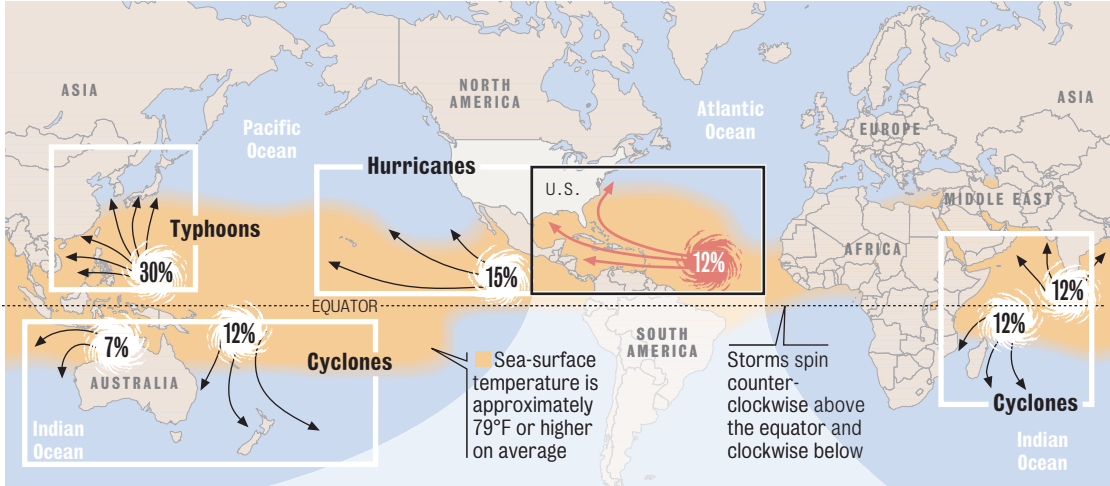 ASIA
NORTH
AMERICA
Pacific
Ocean
Atlantic
Ocean
EUROPE
ASIA
Hurricanes
U.S.
MIDDLE EAST
Typhoons
AFRICA
30%
15%
12%
12%
EQUATOR
12%
7%
12%
Cyclones
AUSTRALIA
SOUTH
AMERICA
Sea-surface
temperature is
approximately
79°F or higher
on average
Storms spin
counter-
clockwise above
the equator and
clockwise below
Cyclones
Indian
Ocean
Indian
Ocean